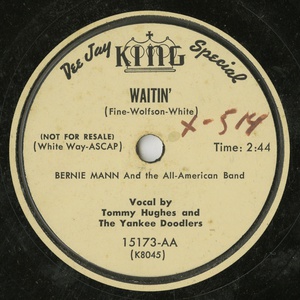 Dee Jay KING Special
WAITIN'
(Fine-Wolfson-White)
X-514
(NOT FOR RESALE)
(White Way-ASCAP)
Time: 2:44
BERNIE MANN And the All-American Band
Vocal by
Tommy Hughes and
The Yankee Doodlers
15173-AA
(K8045)